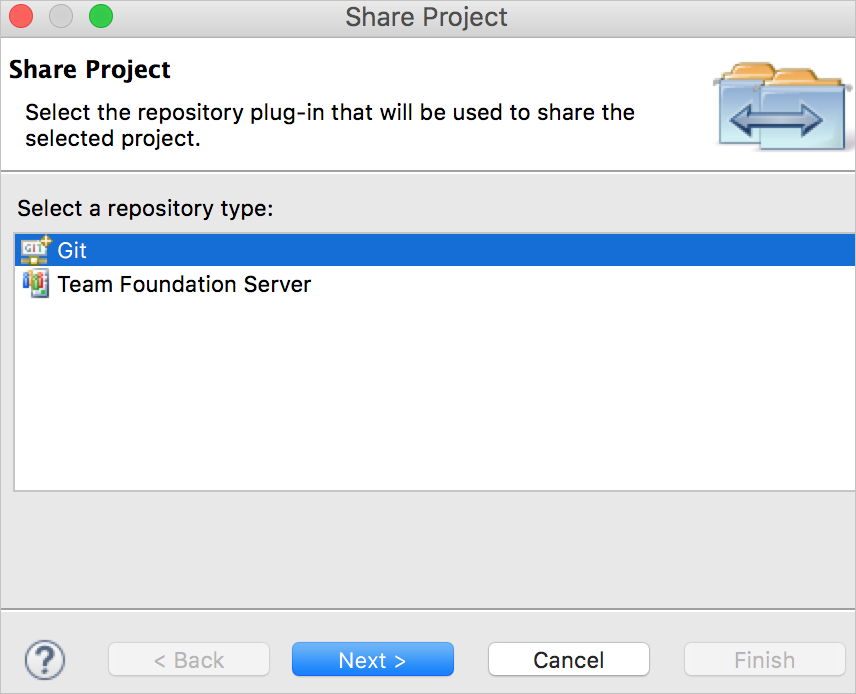 Share Project
Share Project
Select the repository plug-in that will be used to share the
selected project.
Select a repository type:
GIT Git
Team Foundation Server
? < Back Next > Cancel Finish